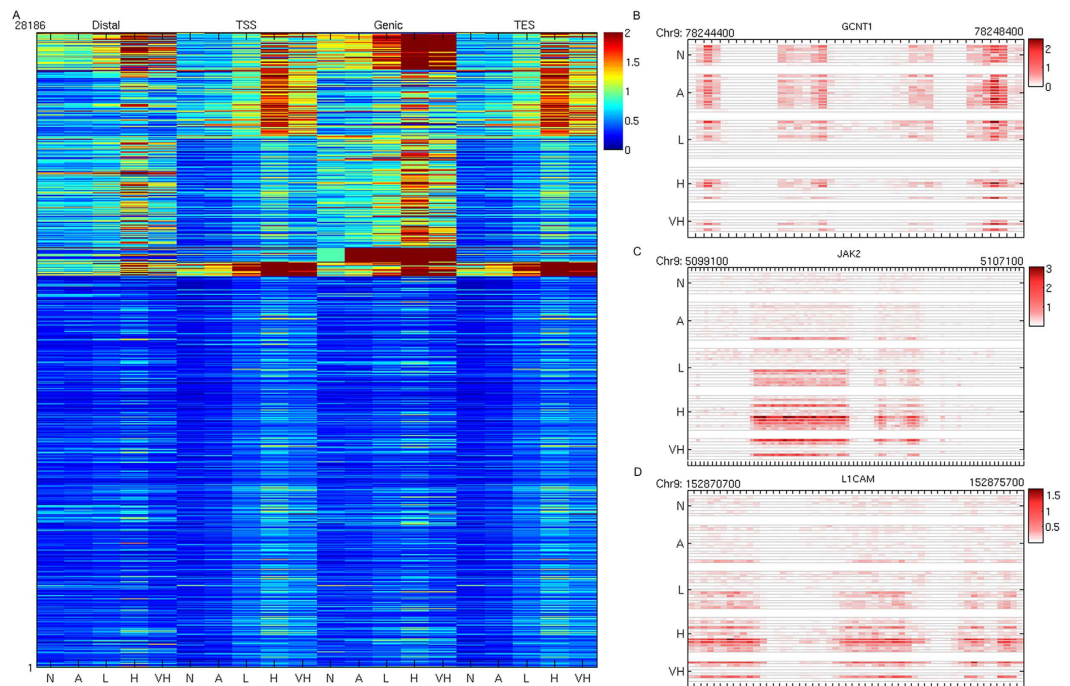 A
28186 Distal TSS Genic TES
2
1.5
1
0.5
0
1
N A L H VH N A L H VH N A L H VH N A L H VH
B
GCNT1
Chr9: 78244400 78248400
N
A
L
H
VH
2
1
0
C
JAK2
Chr9: 5099100 5107100
N
A
L
H
VH
3
2
1
0
D
L1CAM
Chr9: 152870700 152875700
N
A
L
H
VH
1.5
1
0.5